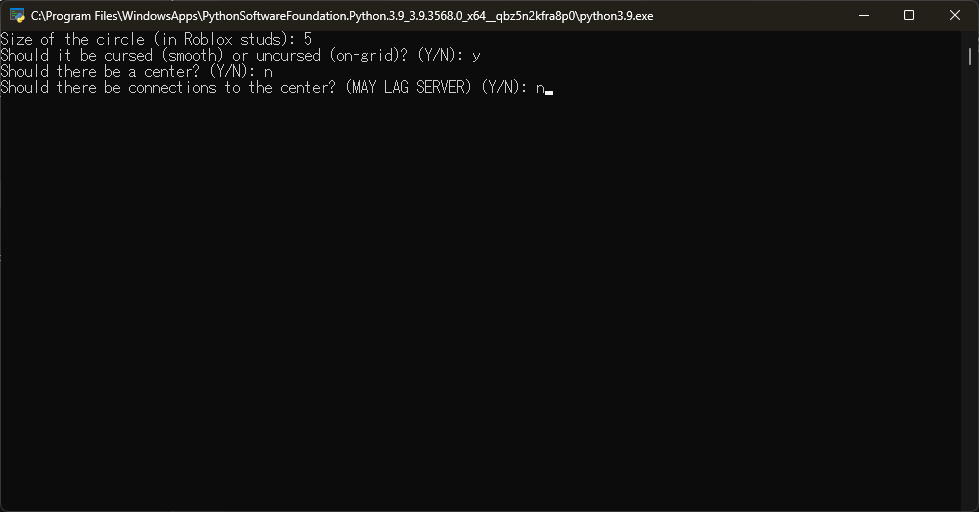 C:\Program Files\WindowsApps\PythonSoftwareFoundation.Python.3.9_3.9.3568.0_x64__qbz5n2kfra8p0\python3.9.exe
Size of the circle (in Roblox studs): 5
Should it be cursed (smooth) or uncursed (on-grid)? (Y/N): y
Should there be a center? (Y/N): n
Should there be connections to the center? (MAY LAG SERVER) (Y/N): n